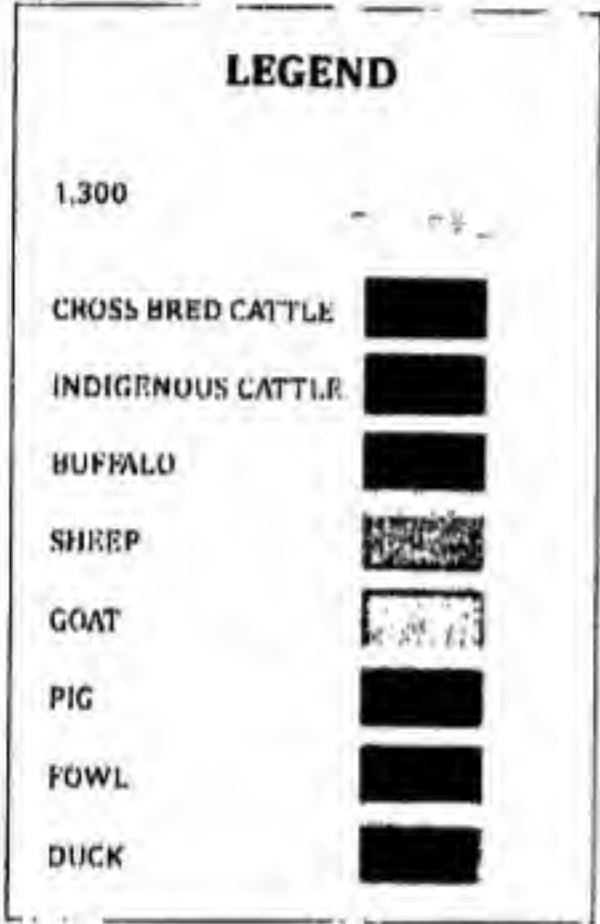 LEGEND
1,300
CROSS BRED CATTLE
INDIGENOUS CATTLE
BUFFALO
SHEEP
GOAT
PIG
FOWL
DUCK